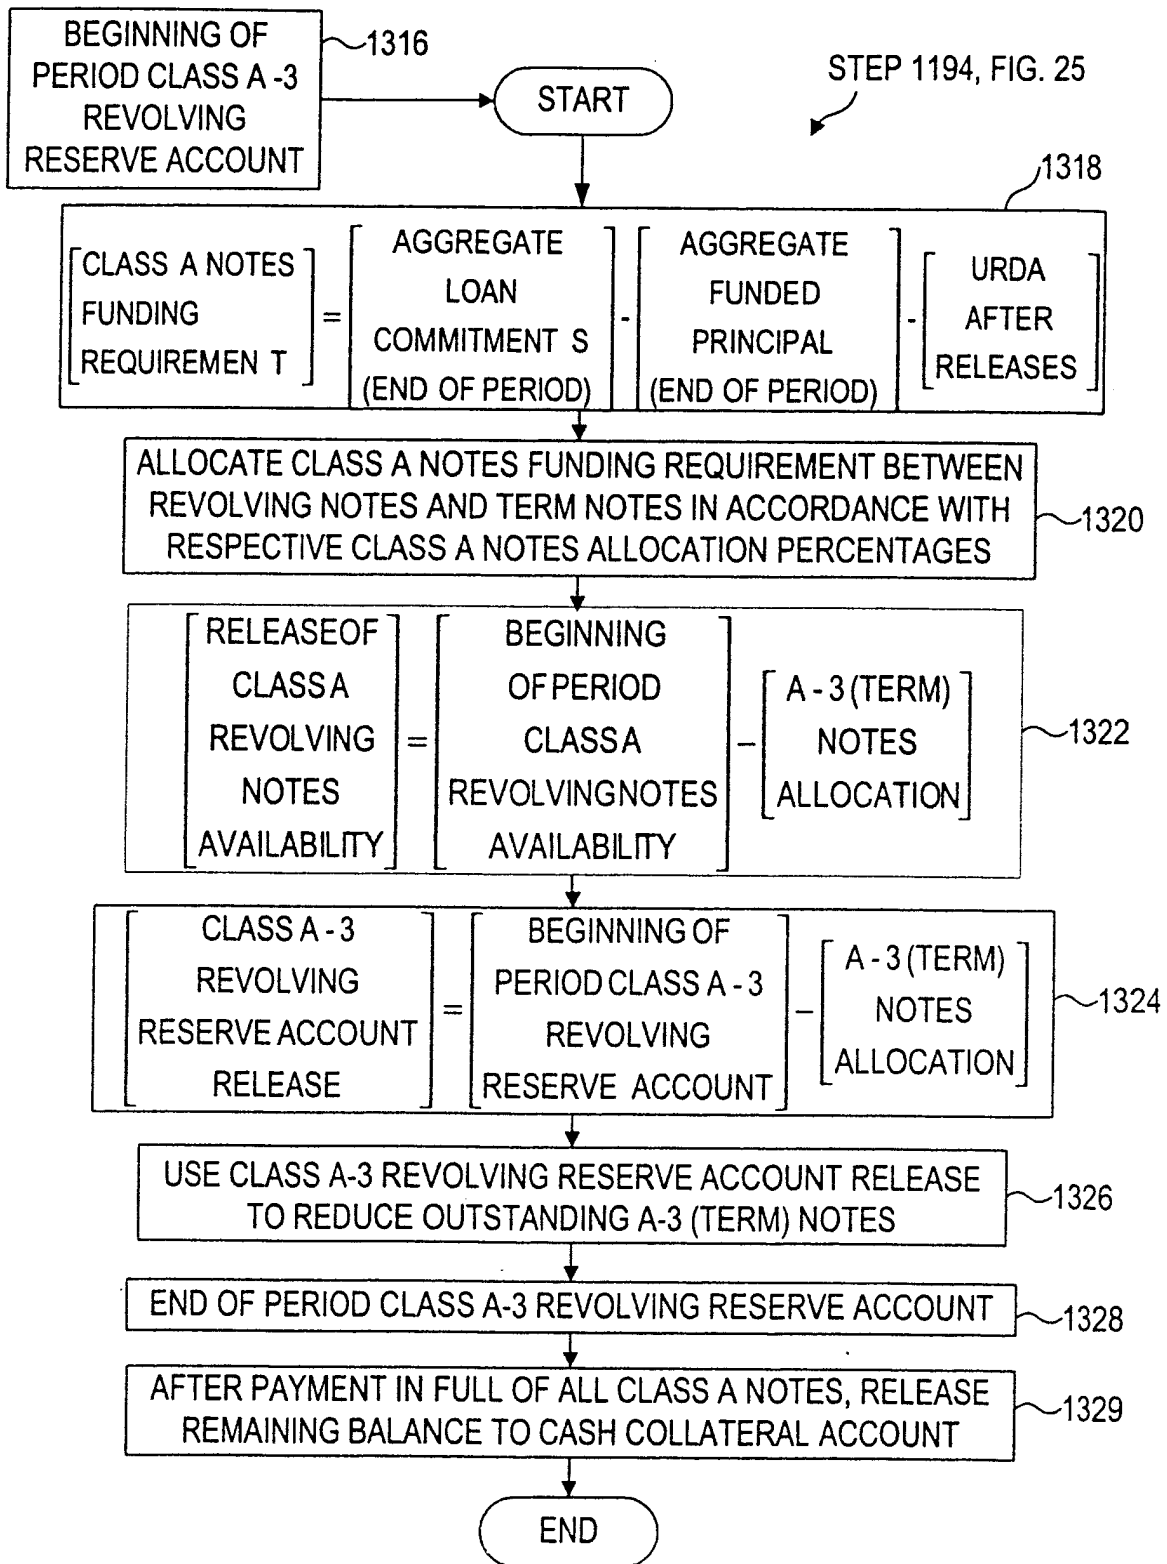 BEGINNING OF
PERIOD CLASS A -3
REVOLVING
RESERVE ACCOUNT
1316
START
STEP 1194, FIG. 25
1318
CLASS A NOTES
FUNDING
REQUIREMEN T
=
AGGREGATE
LOAN
COMMITMENT S
(END OF PERIOD)
-
AGGREGATE
FUNDED
PRINCIPAL
(END OF PERIOD)
-
URDA
AFTER
RELEASES
ALLOCATE CLASS A NOTES FUNDING REQUIREMENT BETWEEN
REVOLVING NOTES AND TERM NOTES IN ACCORDANCE WITH
RESPECTIVE CLASS A NOTES ALLOCATION PERCENTAGES
1320
RELEASEOF
CLASS A
REVOLVING
NOTES
AVAILABILITY
=
BEGINNING
OF PERIOD
CLASS A
REVOLVINGNOTES
AVAILABILITY
-
A - 3 (TERM)
NOTES
ALLOCATION
1322
CLASS A - 3
REVOLVING
RESERVE ACCOUNT
RELEASE
=
BEGINNING OF
PERIOD CLASS A - 3
REVOLVING
RESERVE ACCOUNT
-
A - 3 (TERM)
NOTES
ALLOCATION
1324
USE CLASS A-3 REVOLVING RESERVE ACCOUNT RELEASE
TO REDUCE OUTSTANDING A-3 (TERM) NOTES
1326
END OF PERIOD CLASS A-3 REVOLVING RESERVE ACCOUNT
1328
AFTER PAYMENT IN FULL OF ALL CLASS A NOTES, RELEASE
REMAINING BALANCE TO CASH COLLATERAL ACCOUNT
1329
END